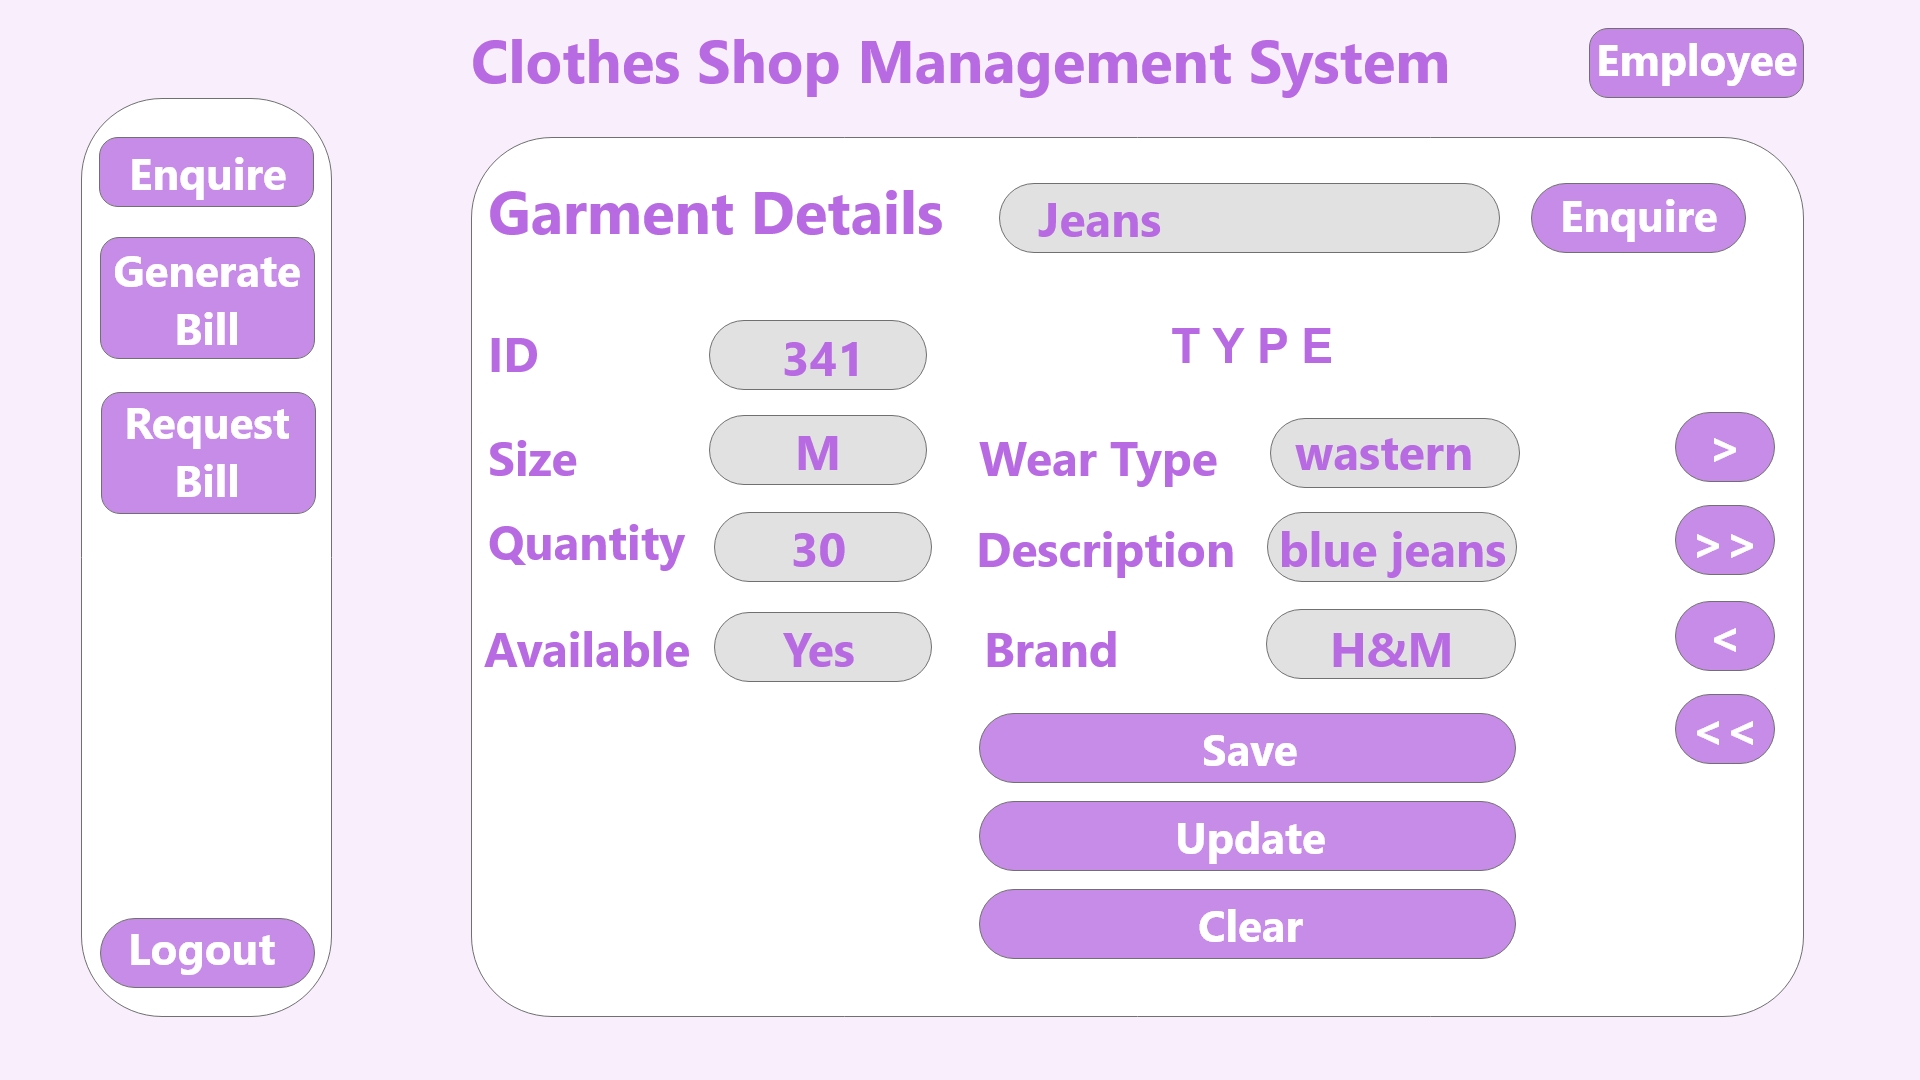 Clothes Shop Management System
Employee
Enquire
Generate
Bill
Request
Bill
Logout
Garment Details
Jeans
Enquire
ID
341
TYPE
Size
M
Wear Type
wastern
>
Quantity
30
Description
blue jeans
>>
Available
Yes
Brand
H&M
<
<<
Save
Update
Clear